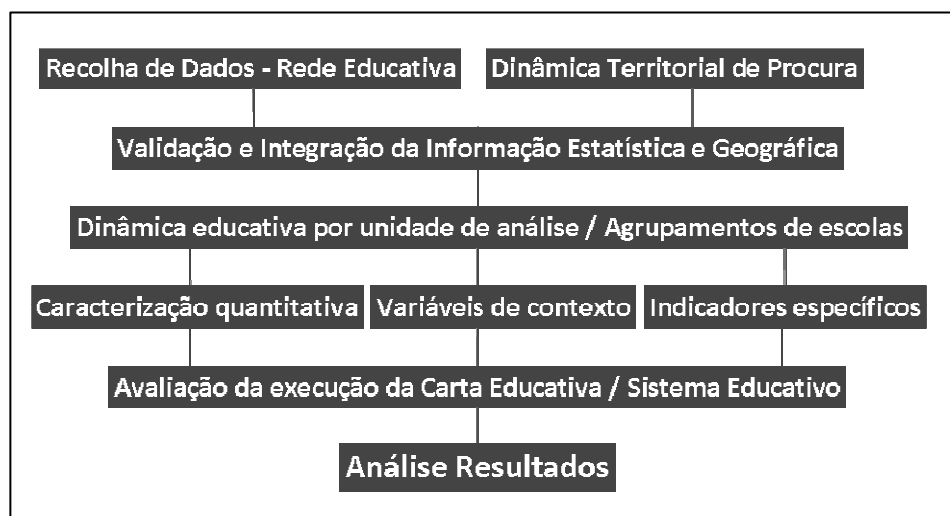 Recolha de Dados - Rede Educativa
Dinâmica Territorial de Procura
Validação e Integração da Informação Estatística e Geográfica
Dinâmica educativa por unidade de análise / Agrupamentos de escolas
Caracterização quantitativa
Variáveis de contexto
Indicadores específicos
Avaliação da execução da Carta Educativa / Sistema Educativo
Análise Resultados